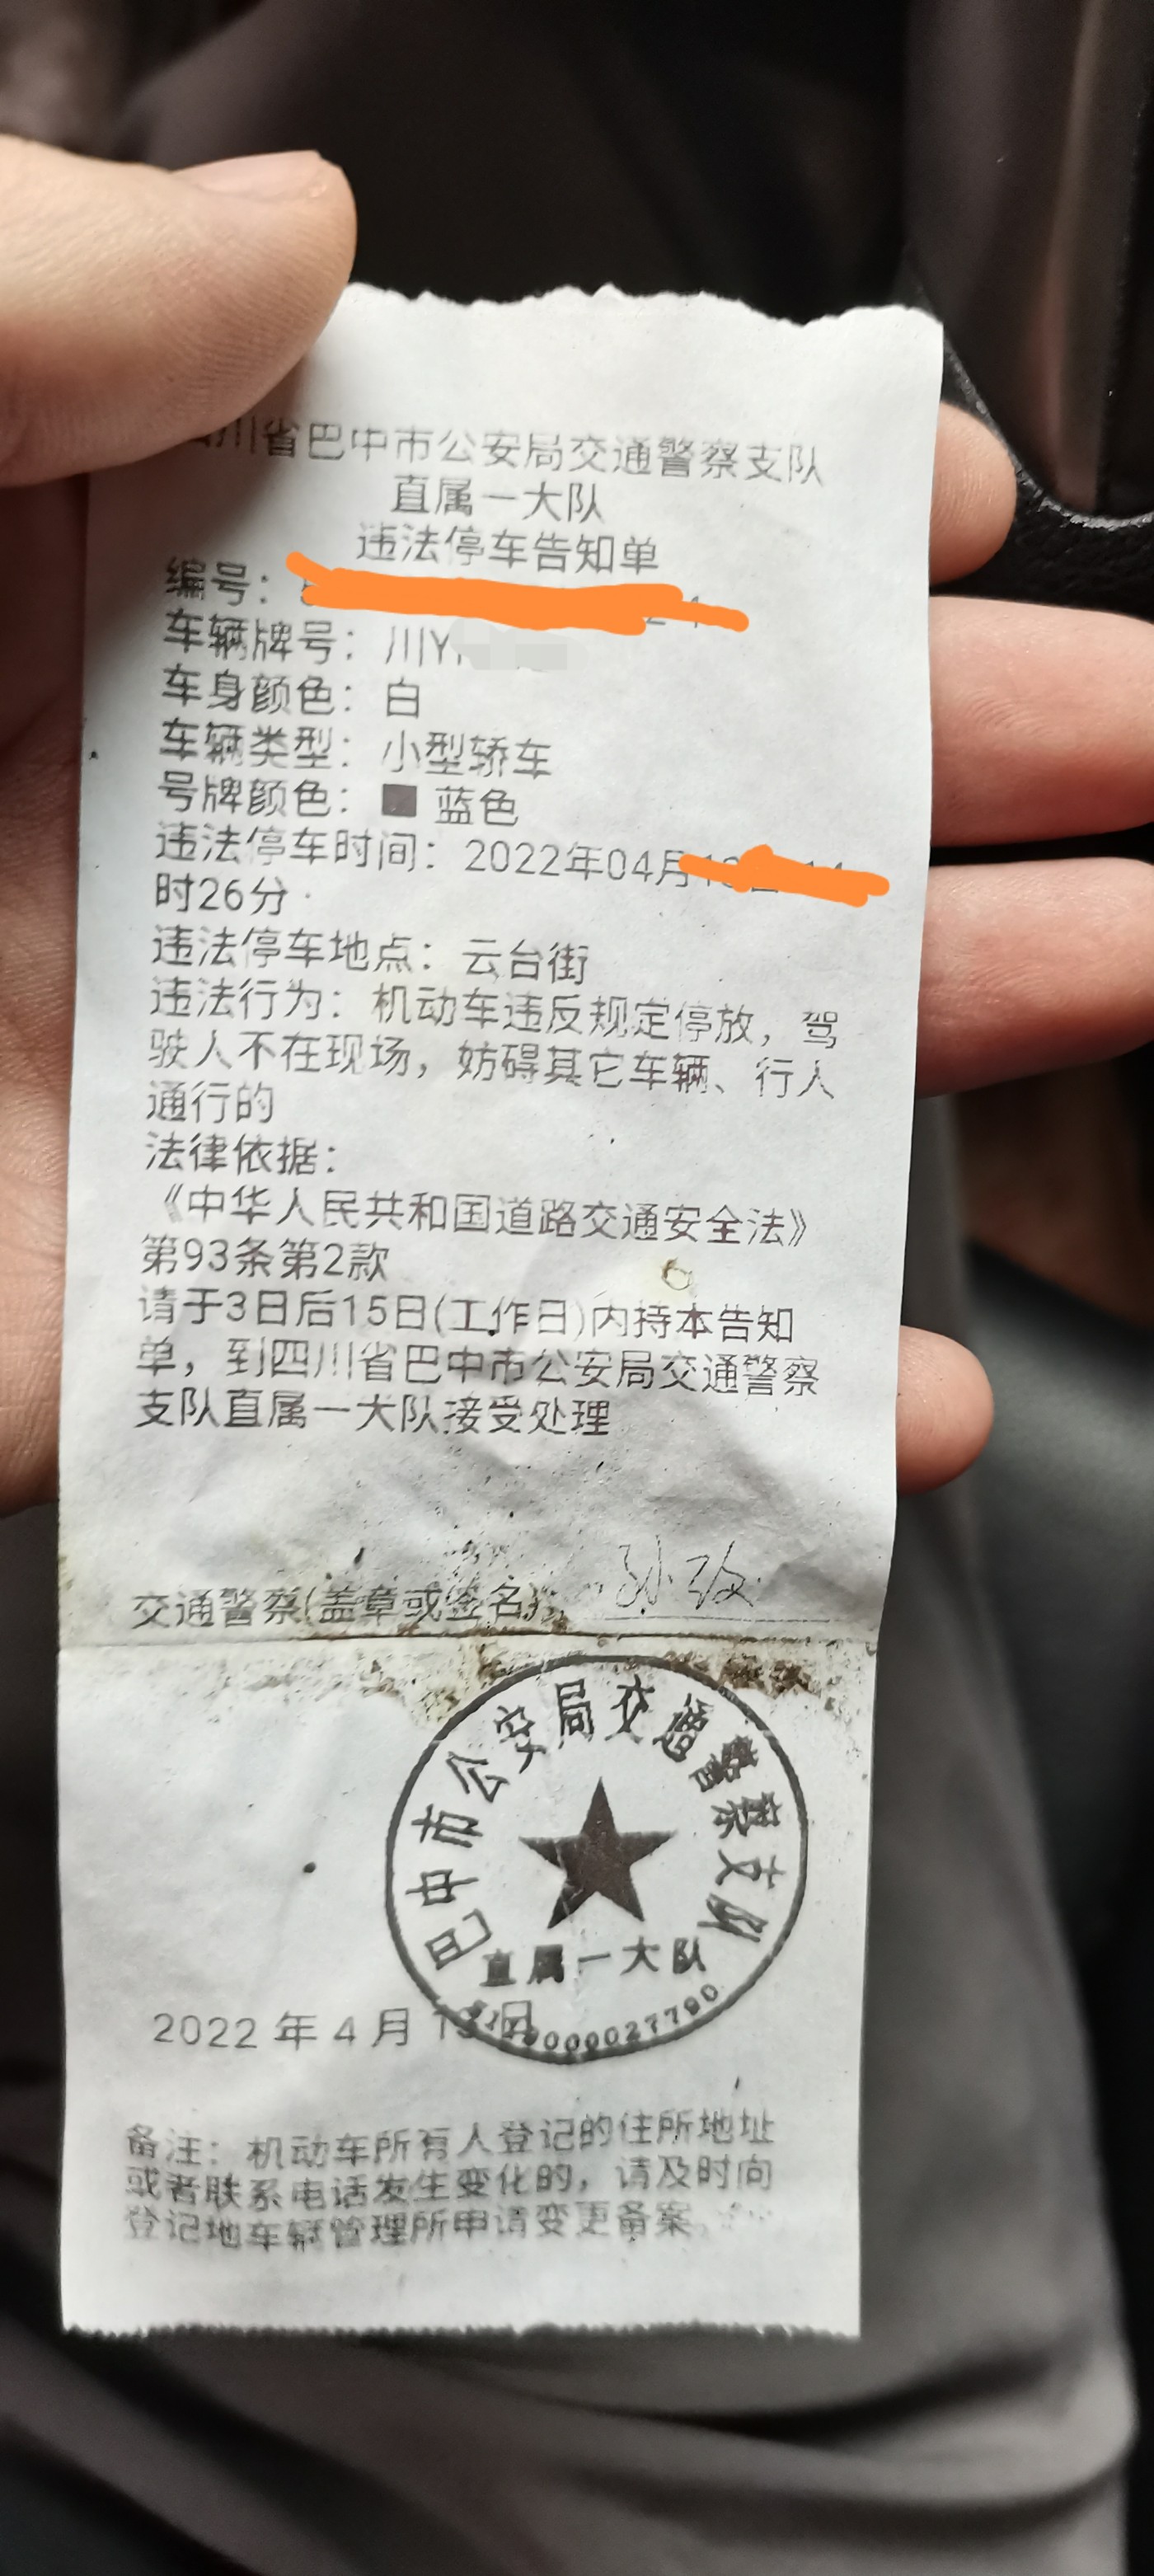 四川省巴中市公安局交通警察支队
直属一大队
违法停车告知单
编号：
车辆牌号：川Y
车身颜色：白
车辆类型：小型轿车
号牌颜色：■ 蓝色
违法停车时间：2022年04月
时26分
违法停车地点：云台街
违法行为：机动车违反规定停放，驾
驶人不在现场，妨碍其它车辆、行人
通行的
法律依据：
《中华人民共和国道路交通安全法》
第93条第2款
请于3日后15日(工作日)内持本告知
单，到四川省巴中市公安局交通警察
支队直属一大队接受处理
交通警察(盖章或签名)：
巴中市公安局交通警察支队
直属一大队
2022年4月
备注：机动车所有人登记的住所地址
或者联系电话发生变化的，请及时向
登记地车辆管理所申请变更备案。